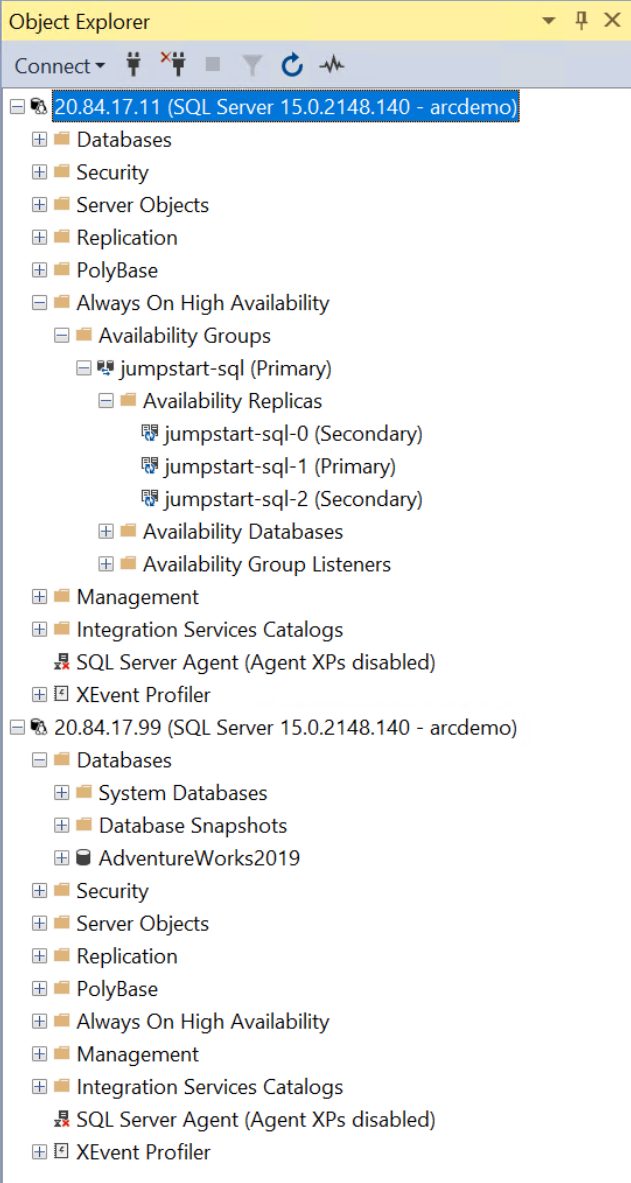 Object Explorer
Connect
20.84.17.11 (SQL Server 15.0.2148.140 - arcdemo)
Databases
Security
Server Objects
Replication
PolyBase
Always On High Availability
Availability Groups
jumpstart-sql (Primary)
Availability Replicas
jumpstart-sql-0 (Secondary)
jumpstart-sql-1 (Primary)
jumpstart-sql-2 (Secondary)
Availability Databases
Availability Group Listeners
Management
Integration Services Catalogs
SQL Server Agent (Agent XPs disabled)
XEvent Profiler
20.84.17.99 (SQL Server 15.0.2148.140 - arcdemo)
Databases
System Databases
Database Snapshots
AdventureWorks2019
Security
Server Objects
Replication
PolyBase
Always On High Availability
Management
Integration Services Catalogs
SQL Server Agent (Agent XPs disabled)
XEvent Profiler